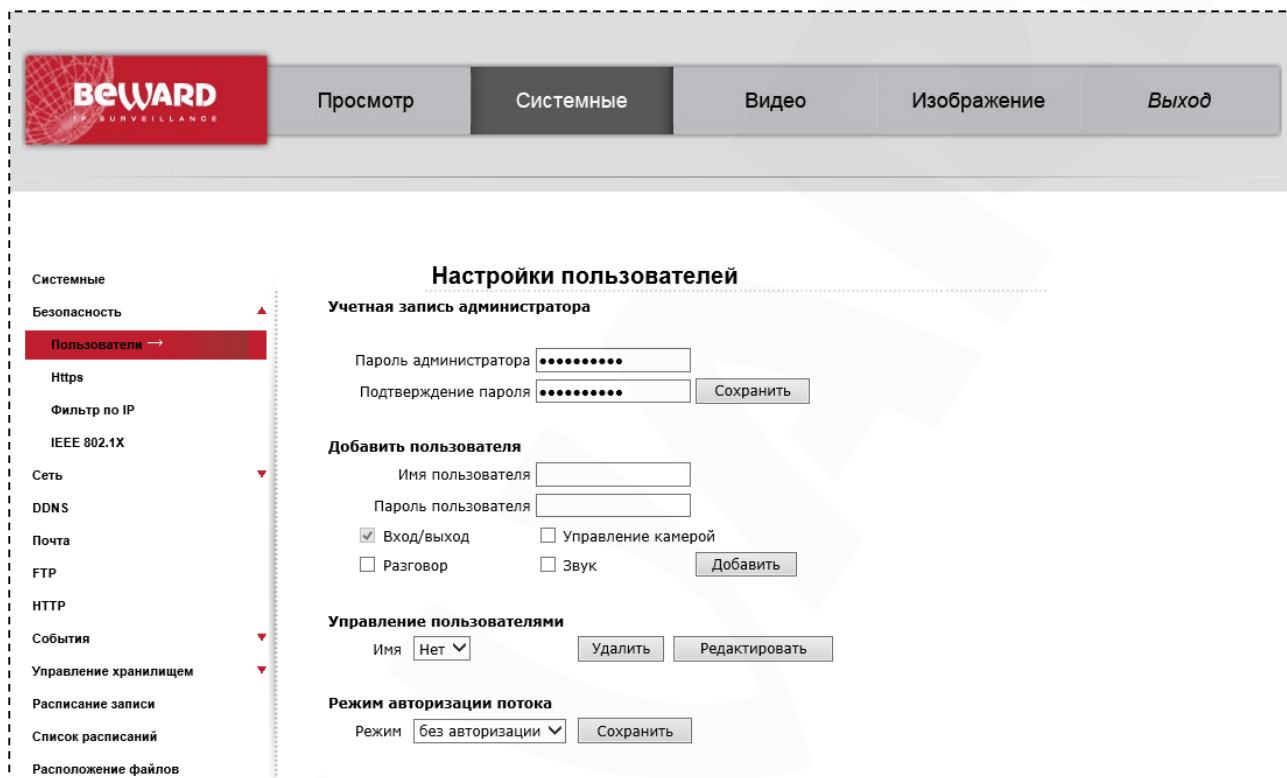 BEWARD
IP SURVEILLANCE
Просмотр
Системные
Видео
Изображение
Выход
Системные
Безопасность
Пользователи →
Https
Фильтр по IP
IEEE 802.1X
Сеть
DDNS
Почта
FTP
HTTP
События
Управление хранилищем
Расписание записи
Список расписаний
Расположение файлов
Настройки пользователей
Учетная запись администратора
Пароль администратора ••••••••••
Подтверждение пароля •••••••••• Сохранить
Добавить пользователя
Имя пользователя
Пароль пользователя
Вход/выход Управление камерой
Разговор Звук Добавить
Управление пользователями
Имя Нет Удалить Редактировать
Режим авторизации потока
Режим без авторизации Сохранить